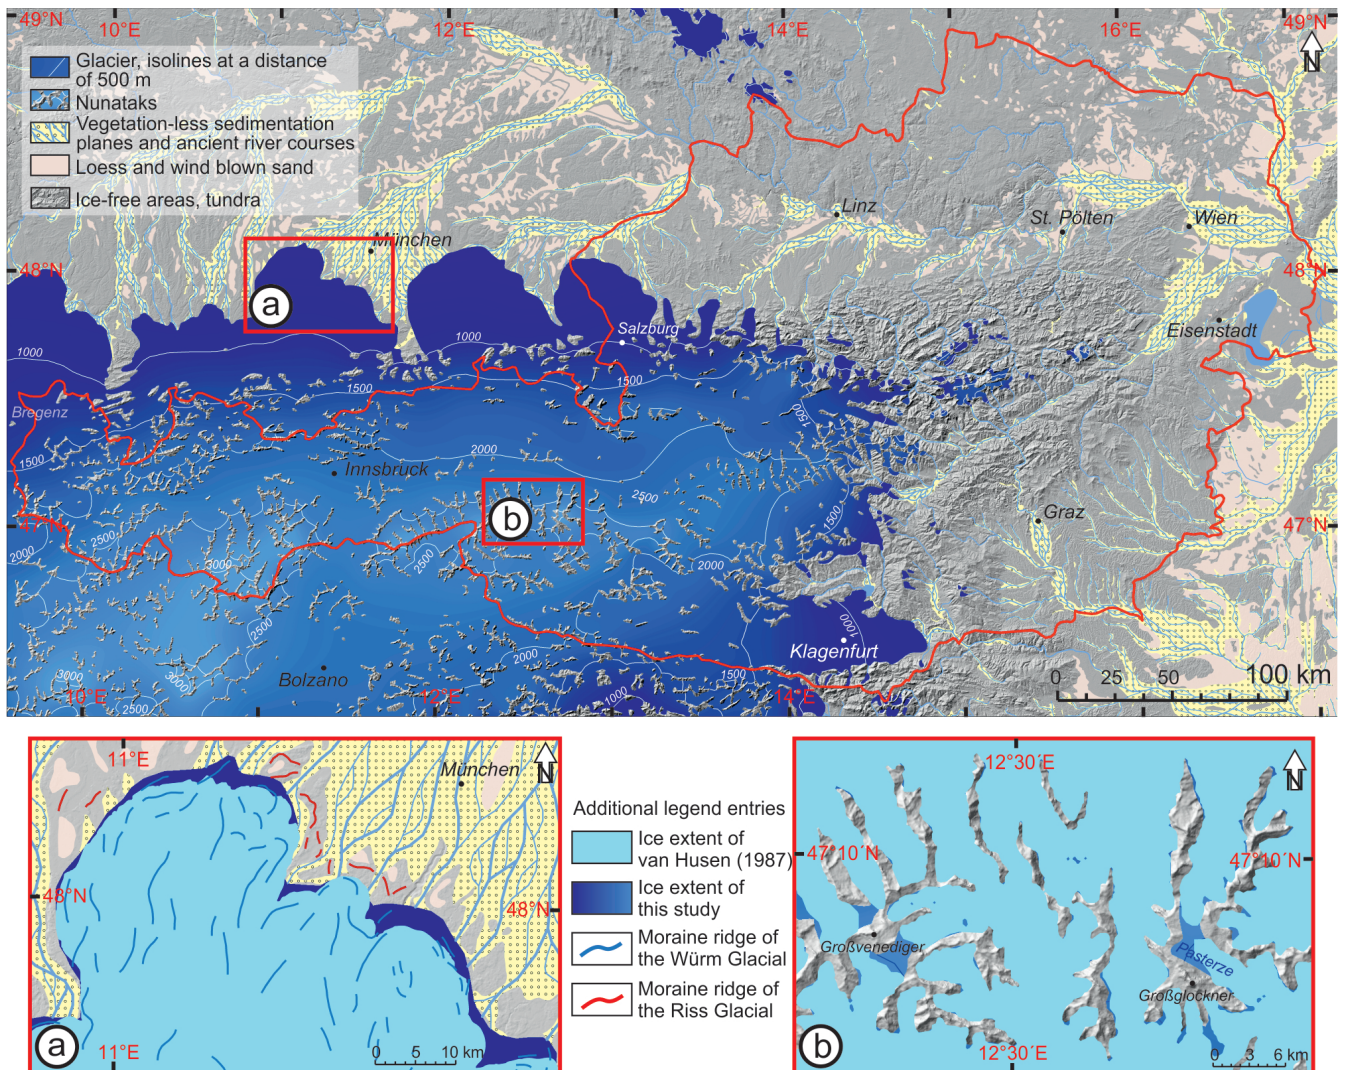 49°N
10°E
12°E
14°E
16°E
49°N
N
Glacier, isolines at a distance
of 500 m
Nunataks
Vegetation-less sedimentation
planes and ancient river courses
Loess and wind blown sand
Ice-free areas, tundra
Linz
St. Pölten
Wien
München
48°N
48°N
a
Salzburg
Eisenstadt
1000
1000
1500
1500
Bregenz
1500
1500
2000
Innsbruck
2500
b
1500
Graz
47°N
47°N
2000
2500
3000
2500
2000
2500
1000
Klagenfurt
2000
1500
3000
3000
Bolzano
2500
1000
10°E
12°E
14°E
0 25 50 100 km
11°E
München
N
48°N
48°N
a
11°E
0 5 10 km
Additional legend entries
Ice extent of
van Husen (1987)
Ice extent of
this study
Moraine ridge of
the Würm Glacial
Moraine ridge of
the Riss Glacial
12°30´E
N
47°10´N
47°10´N
Großvenediger
Pasterze
Großglockner
b
12°30´E
0 3 6 km